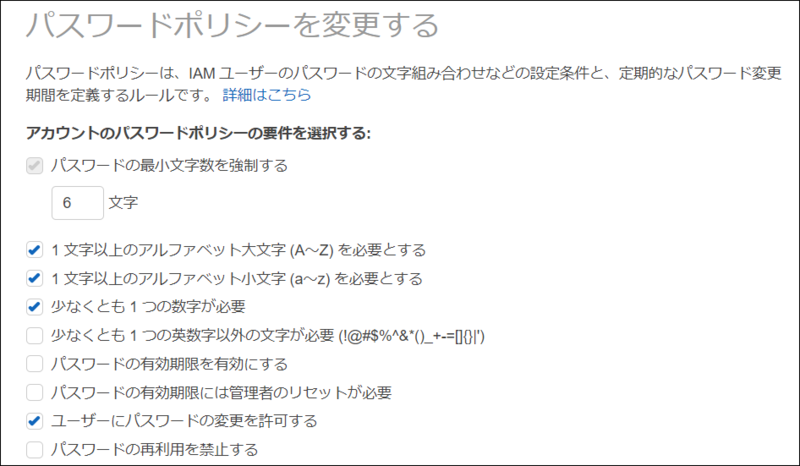 パスワードポリシーを変更する
パスワードポリシーは、IAM ユーザーのパスワードの文字組み合わせなどの設定条件と、定期的なパスワード変更
期間を定義するルールです。 詳細はこちら
アカウントのパスワードポリシーの要件を選択する:
パスワードの最小文字数を強制する
6 文字
1 文字以上のアルファベット大文字 (A〜Z) を必要とする
1 文字以上のアルファベット小文字 (a〜z) を必要とする
少なくとも 1 つの数字が必要
少なくとも 1 つの英数字以外の文字が必要 (!@#$%^&*()_+-=[]{}|')
パスワードの有効期限を有効にする
パスワードの有効期限には管理者のリセットが必要
ユーザーにパスワードの変更を許可する
パスワードの再利用を禁止する